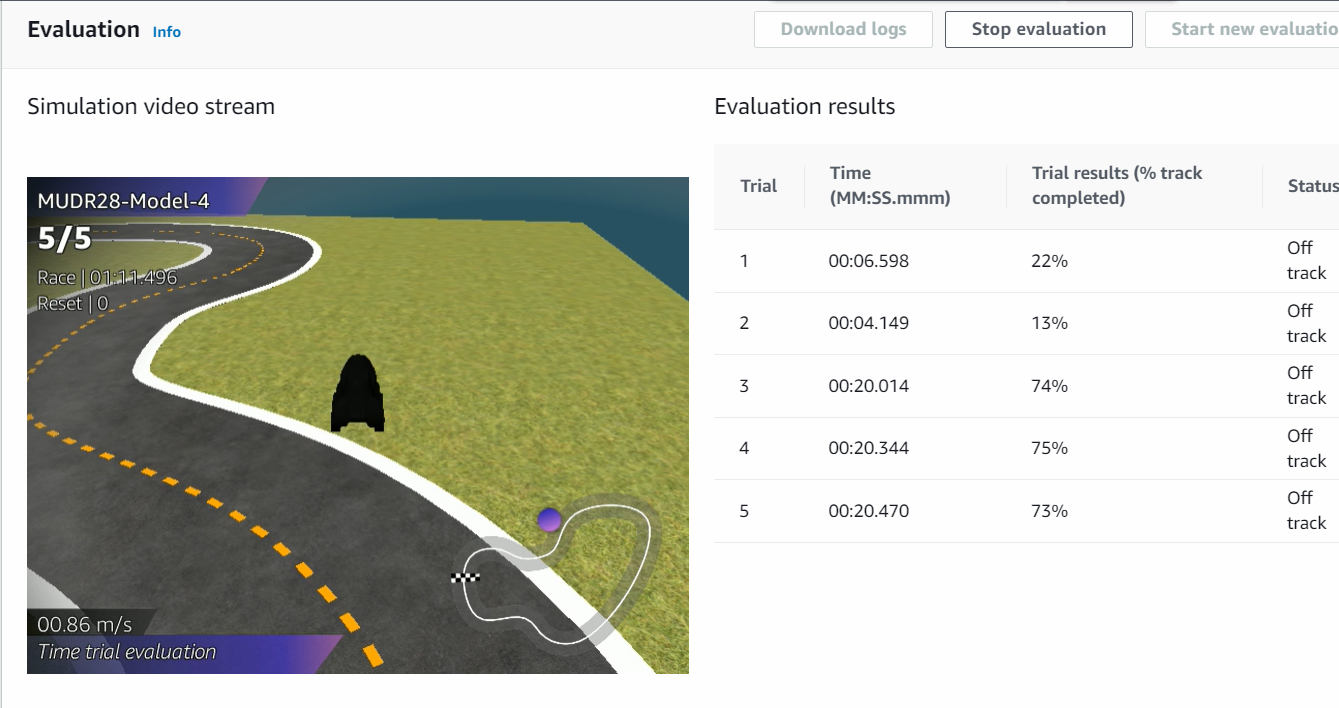 Evaluation Info
Download logs
Stop evaluation
Start new evaluatio
Simulation video stream
Evaluation results
MUDR28-Model-4
5/5
Race | 01:11.496
Reset | 0
00.86 m/s
Time trial evaluation
Trial
Time
(MM:SS.mmm)
Trial results (% track
completed)
Status
1 00:06.598 22% Off
track
2 00:04.149 13% Off
track
3 00:20.014 74% Off
track
4 00:20.344 75% Off
track
5 00:20.470 73% Off
track